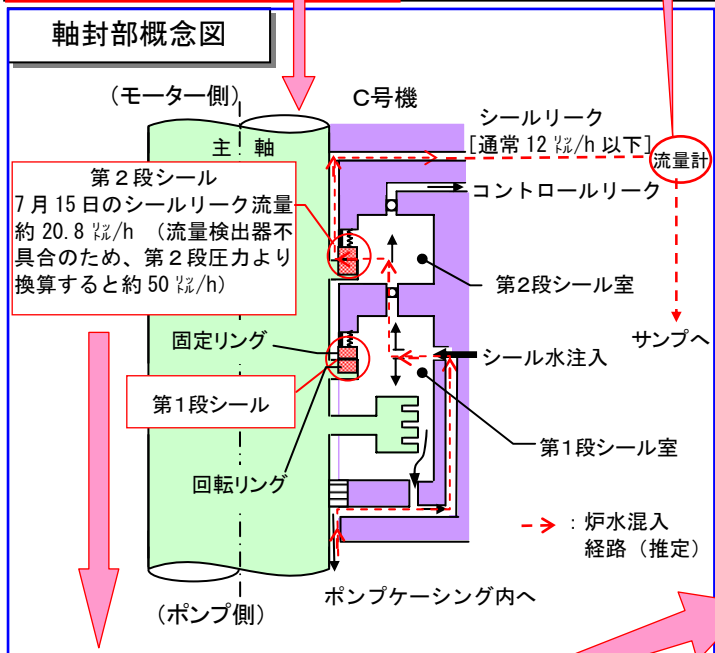 軸封部概念図
(モーター側)
C号機
シールリーク
[通常 12 ㍑/h 以下]
流量計
主 軸
第2段シール
7月15日のシールリーク流量
約 20.8 ㍑/h (流量検出器不
具合のため、第2段圧力より
換算すると約 50 ㍑/h)
コントロールリーク
第2段シール室
サンプへ
固定リング
シール水注入
第1段シール
第1段シール室
回転リング
:炉水混入
経路(推定)
ポンプケーシング内へ
(ポンプ側)